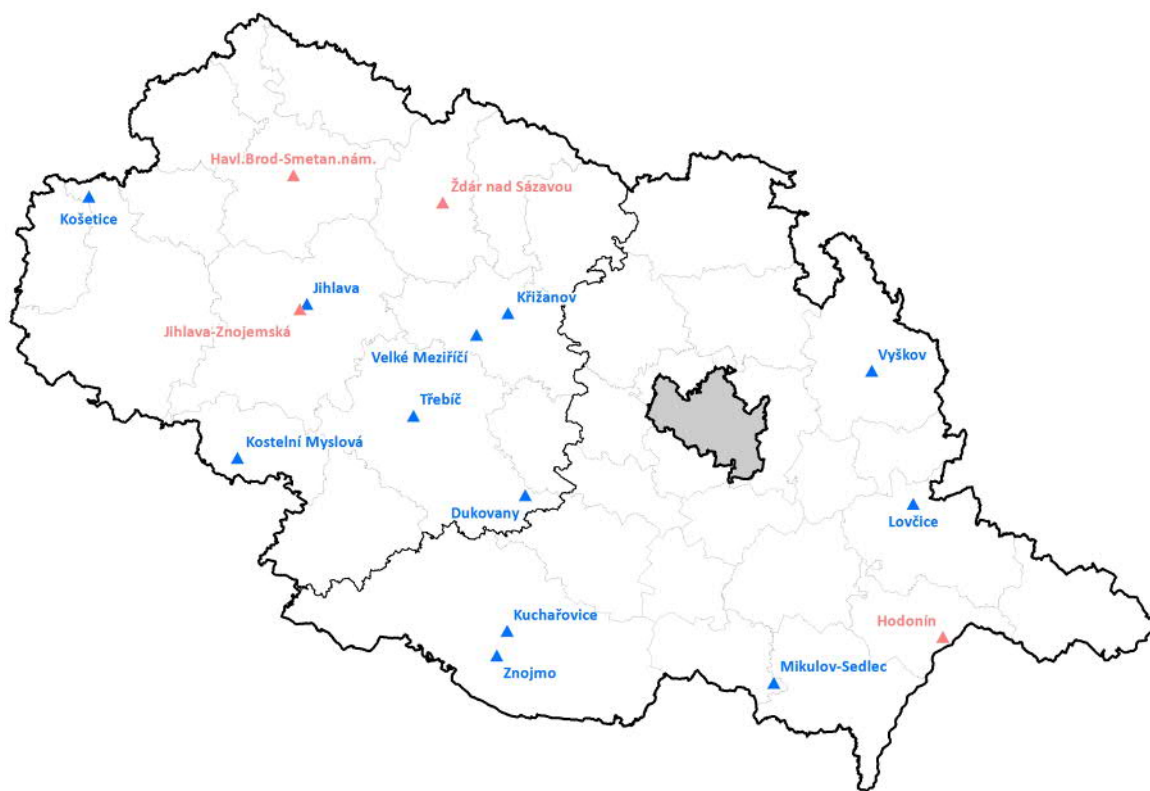 Havl.Brod-Smetan.nám.
Ždár nad Sázavou
Košetice
Jihlava
Křižanov
Jihlava-Znojemská
Velké Meziříčí
Vyškov
Třebíč
Kostelní Myslová
Dukovany
Lovčice
Kuchařovice
Hodonín
Znojmo
Mikulov-Sedlec